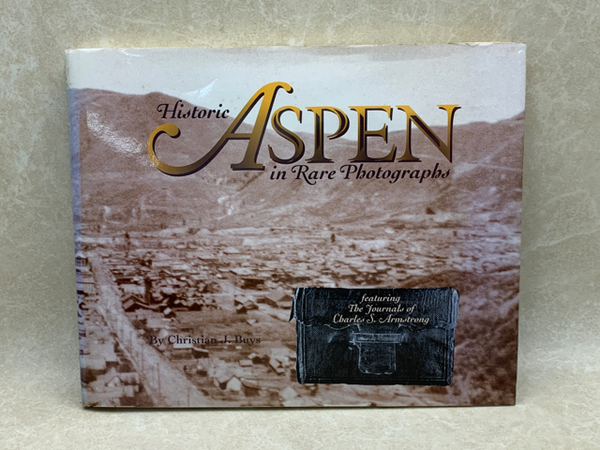 Historic
ASPEN
in Rare Photographs
featuring
The Journals of
Charles S. Armstrong
By Christian J. Buys